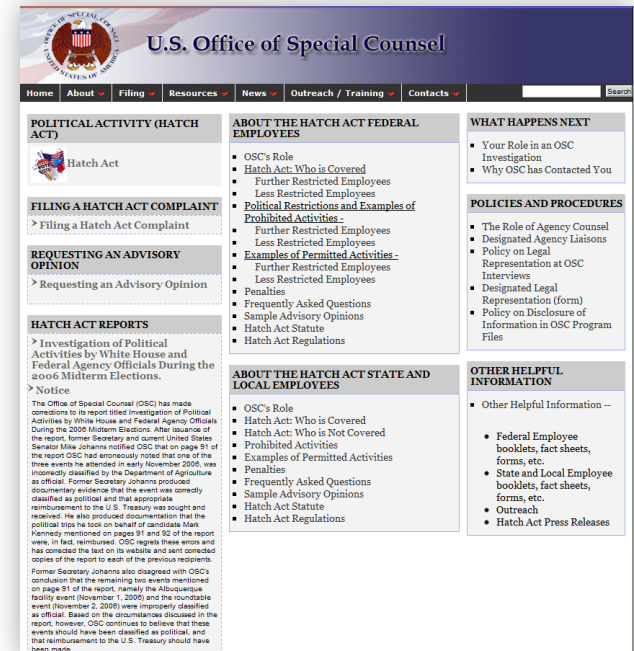 OFFICE OF SPECIAL COUNSEL
UNITED STATES OF
U.S. Office of Special Counsel
Home About Filing Resources News Outreach / Training Contacts Search
POLITICAL ACTIVITY (HATCH
ACT)
Hatch Act
FILING A HATCH ACT COMPLAINT
Filing a Hatch Act Complaint
REQUESTING AN ADVISORY
OPINION
Requesting an Advisory Opinion
HATCH ACT REPORTS
Investigation of Political
Activities by White House and
Federal Agency Officials During the
2006 Midterm Elections.
Notice
The Office of Special Counsel (OSC) has made
corrections to its report titled Investigation of Political
Activities by White House and Federal Agency Officials
During the 2006 Midterm Elections. After issuance of
the report, former Secretary and current United States
Senator Mike Johanns notified OSC that on page 91 of
the report OSC had erroneously noted that one of the
three events he attended in early November 2006, was
incorrectly classified by the Department of Agriculture
as official. Former Secretary Johanns produced
documentary evidence that the event was correctly
classified as political and that appropriate
reimbursement to the U.S. Treasury was sought and
received. He also produced documentation that the
political trips he took on behalf of candidate Mark
Kennedy mentioned on pages 91 and 92 of the report
were, in fact, reimbursed. OSC regrets these errors and
has corrected the text on its website and sent corrected
copies of the report to each of the previous recipients.
Former Secretary Johanns also disagreed with OSC's
conclusion that the remaining two events mentioned
on page 91 of the report, namely the Albuquerque
facility event (November 1, 2006) and the roundtable
event (November 2, 2006) were improperly classified
as official. Based on the circumstances discussed in the
report, however, OSC continues to believe that these
events should have been classified as political, and
that reimbursement to the U.S. Treasury should have
been made.
ABOUT THE HATCH ACT FEDERAL
EMPLOYEES
OSC's Role
Hatch Act: Who is Covered
Further Restricted Employees
Less Restricted Employees
Political Restrictions and Examples of
Prohibited Activities -
Further Restricted Employees
Less Restricted Employees
Examples of Permitted Activities -
Further Restricted Employees
Less Restricted Employees
Penalties
Frequently Asked Questions
Sample Advisory Opinions
Hatch Act Statute
Hatch Act Regulations
ABOUT THE HATCH ACT STATE AND
LOCAL EMPLOYEES
OSC's Role
Hatch Act: Who is Covered
Hatch Act: Who is Not Covered
Prohibited Activities
Examples of Permitted Activities
Penalties
Frequently Asked Questions
Sample Advisory Opinions
Hatch Act Statute
Hatch Act Regulations
WHAT HAPPENS NEXT
Your Role in an OSC
Investigation
Why OSC has Contacted You
POLICIES AND PROCEDURES
The Role of Agency Counsel
Designated Agency Liaisons
Policy on Legal
Representation at OSC
Interviews
Designated Legal
Representation (form)
Policy on Disclosure of
Information in OSC Program
Files
OTHER HELPFUL
INFORMATION
Other Helpful Information --
Federal Employee
booklets, fact sheets,
forms, etc.
State and Local Employee
booklets, fact sheets,
forms, etc.
Outreach
Hatch Act Press Releases